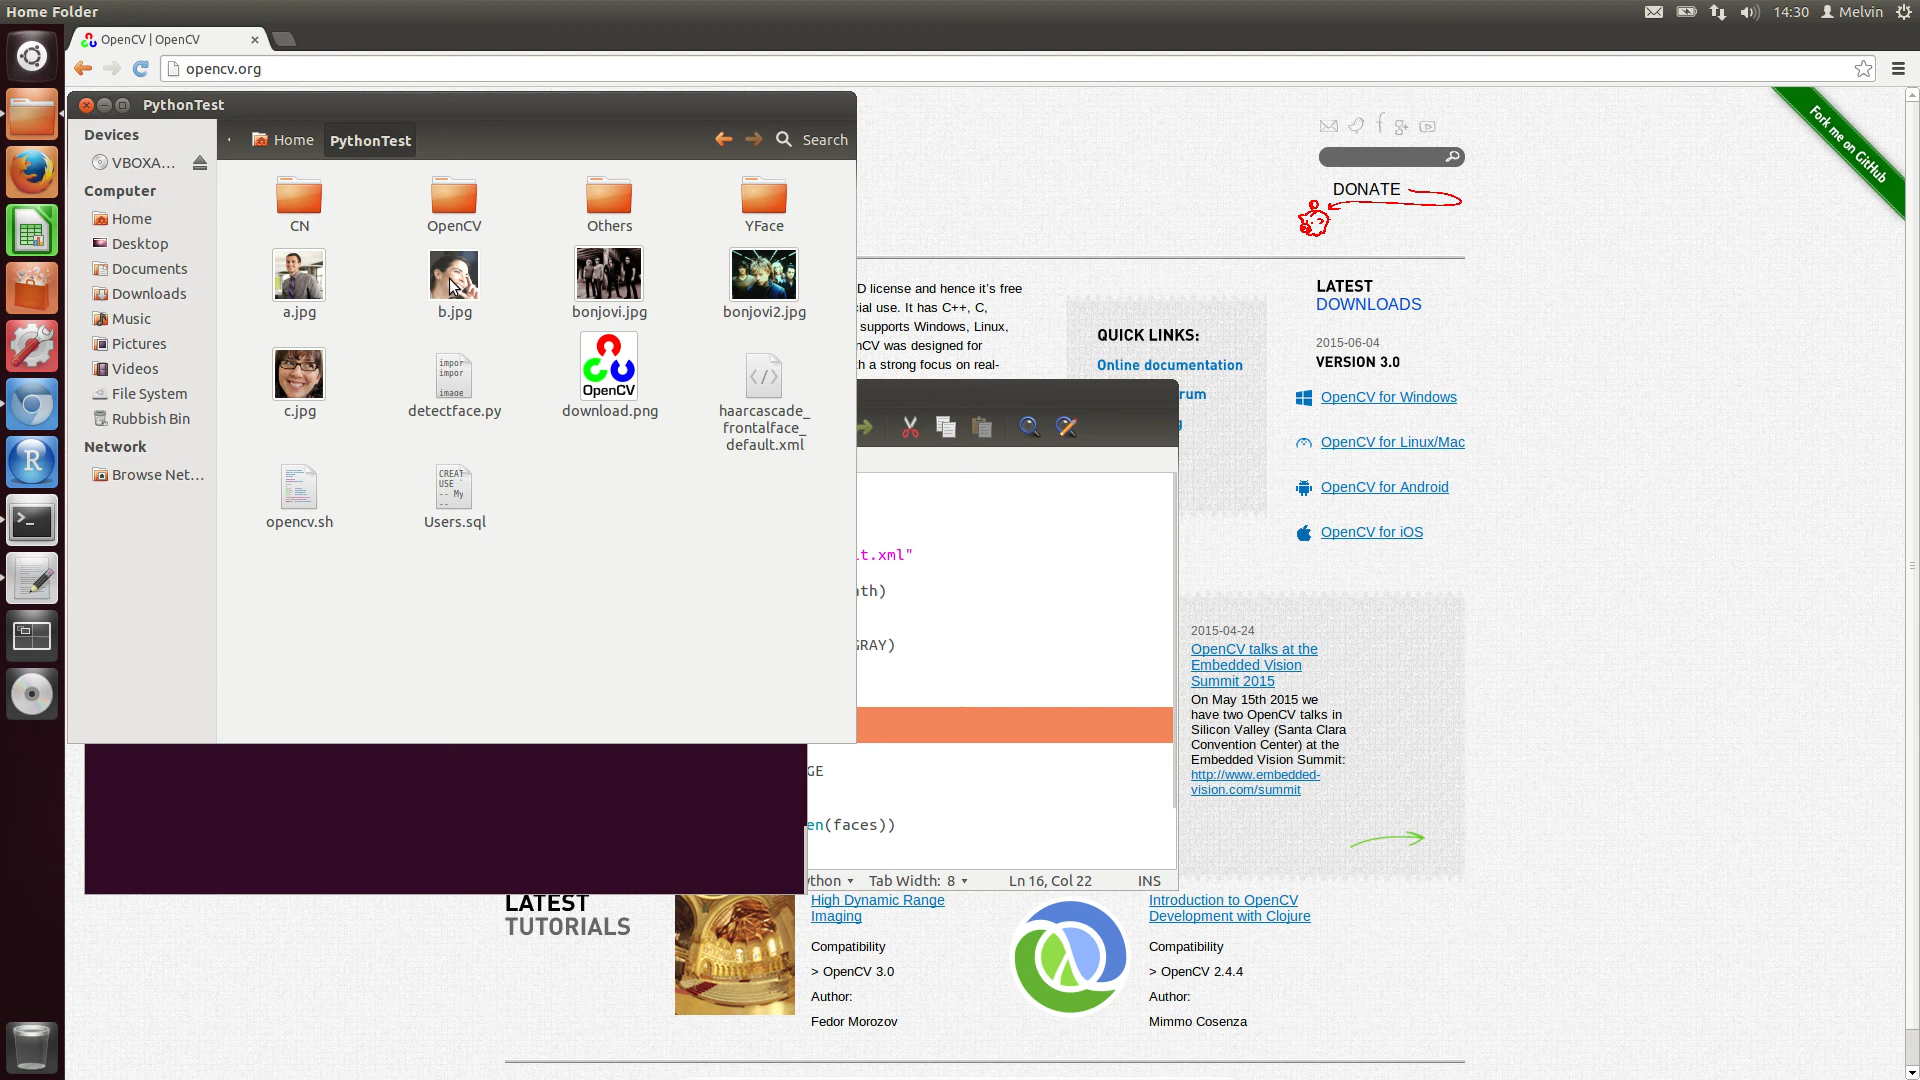 Home Folder
14:30 Melvin
OpenCV | OpenCV
opencv.org
PythonTest
Devices
VBOXA...
Computer
Home
Desktop
Documents
Downloads
Music
Pictures
Videos
File System
Rubbish Bin
Network
Browse Net...
Home PythonTest Search
CN OpenCV Others YFace
a.jpg b.jpg bonjovi.jpg bonjovi2.jpg
impor
impor
image
OpenCV
</>
c.jpg detectface.py download.png haarcascade_
frontalface_
default.xml
CREAT
USE `
-- My
--
opencv.sh Users.sql
Fork me on GitHub
DONATE
D license and hence it's free
ial use. It has C++, C,
supports Windows, Linux,
nCV was designed for
h a strong focus on real-
QUICK LINKS:
Online documentation
rum
g
LATEST
DOWNLOADS
2015-06-04
VERSION 3.0
OpenCV for Windows
OpenCV for Linux/Mac
OpenCV for Android
OpenCV for iOS
lt.xml"
ath)
GRAY)
GE
en(faces))
ython Tab Width: 8 Ln 16, Col 22 INS
2015-04-24
OpenCV talks at the
Embedded Vision
Summit 2015
On May 15th 2015 we
have two OpenCV talks in
Silicon Valley (Santa Clara
Convention Center) at the
Embedded Vision Summit:
http://www.embedded-
vision.com/summit
LATEST
TUTORIALS
High Dynamic Range
Imaging
Compatibility
> OpenCV 3.0
Author:
Fedor Morozov
Introduction to OpenCV
Development with Clojure
Compatibility
> OpenCV 2.4.4
Author:
Mimmo Cosenza